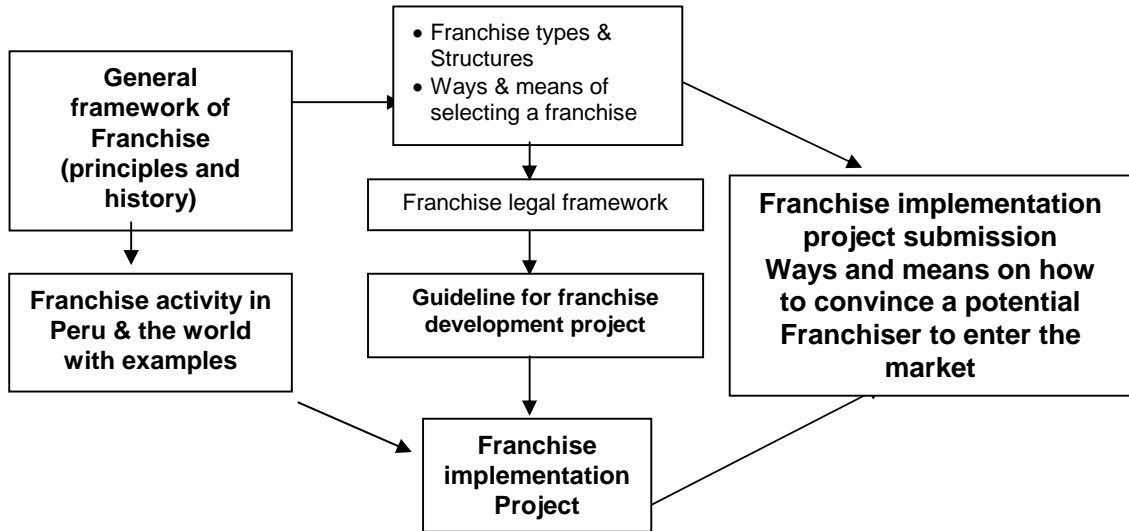 General
framework of
Franchise
(principles and
history)
• Franchise types &
Structures
• Ways & means of
selecting a franchise
Franchise legal framework
Franchise activity in
Peru & the world
with examples
Guideline for franchise
development project
Franchise
implementation
Project
Franchise implementation
project submission
Ways and means on how
to convince a potential
Franchiser to enter the
market